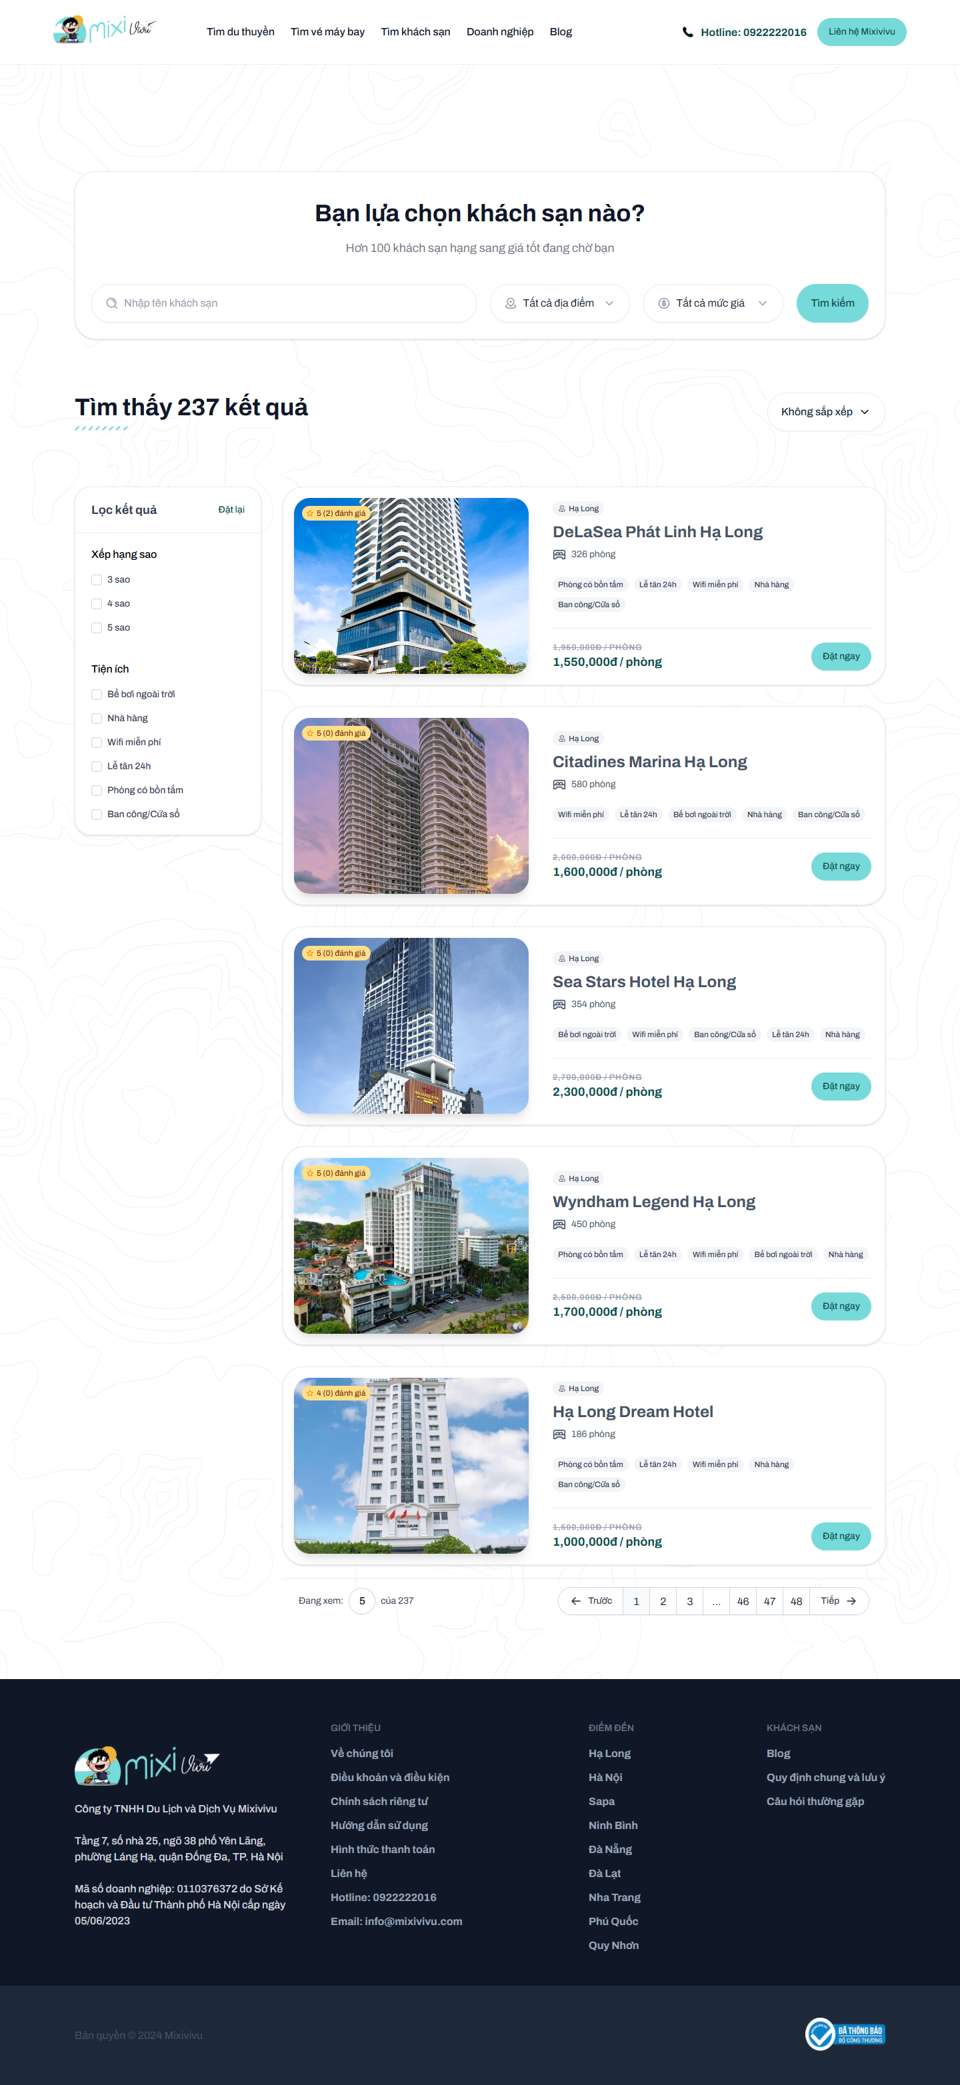 mixi Vivu
Tìm du thuyền
Tìm vé máy bay
Tìm khách sạn
Doanh nghiệp
Blog
Hotline: 0922222016
Liên hệ Mixivivu
Bạn lựa chọn khách sạn nào?
Hơn 100 khách sạn hạng sang giá tốt đang chờ bạn
Nhập tên khách sạn
Tất cả địa điểm
Tất cả mức giá
Tìm kiếm
Tìm thấy 237 kết quả
Không sắp xếp
Lọc kết quả
Đặt lại
Xếp hạng sao
3 sao
4 sao
5 sao
Tiện ích
Bể bơi ngoài trời
Nhà hàng
Wifi miễn phí
Lễ tân 24h
Phòng có bồn tắm
Ban công/Cửa sổ
5 (2) đánh giá
Hạ Long
DeLaSea Phát Linh Hạ Long
326 phòng
Phòng có bồn tắm
Lễ tân 24h
Wifi miễn phí
Nhà hàng
Ban công/Cửa sổ
1,950,000Đ / PHÒNG
1,550,000đ / phòng
Đặt ngay
5 (0) đánh giá
Hạ Long
Citadines Marina Hạ Long
580 phòng
Wifi miễn phí
Lễ tân 24h
Bể bơi ngoài trời
Nhà hàng
Ban công/Cửa sổ
2,000,000Đ / PHÒNG
1,600,000đ / phòng
Đặt ngay
5 (0) đánh giá
Hạ Long
Sea Stars Hotel Hạ Long
354 phòng
Bể bơi ngoài trời
Wifi miễn phí
Ban công/Cửa sổ
Lễ tân 24h
Nhà hàng
2,700,000Đ / PHÒNG
2,300,000đ / phòng
Đặt ngay
5 (0) đánh giá
Hạ Long
Wyndham Legend Hạ Long
450 phòng
Phòng có bồn tắm
Lễ tân 24h
Wifi miễn phí
Bể bơi ngoài trời
Nhà hàng
2,500,000Đ / PHÒNG
1,700,000đ / phòng
Đặt ngay
4 (0) đánh giá
Hạ Long
Hạ Long Dream Hotel
186 phòng
Phòng có bồn tắm
Lễ tân 24h
Wifi miễn phí
Nhà hàng
Ban công/Cửa sổ
1,500,000Đ / PHÒNG
1,000,000đ / phòng
Đặt ngay
Đang xem: 5 của 237
Trước 1 2 3 ... 46 47 48 Tiếp
mixi Vivu
Công ty TNHH Du Lịch và Dịch Vụ Mixivivu
Tầng 7, số nhà 25, ngõ 38 phố Yên Lãng,
phường Láng Hạ, quận Đống Đa, TP. Hà Nội
Mã số doanh nghiệp: 0110376372 do Sở Kế
hoạch và Đầu tư Thành phố Hà Nội cấp ngày
05/06/2023
GIỚI THIỆU
Về chúng tôi
Điều khoản và điều kiện
Chính sách riêng tư
Hướng dẫn sử dụng
Hình thức thanh toán
Liên hệ
Hotline: 0922222016
Email: info@mixivivu.com
ĐIỂM ĐẾN
Hạ Long
Hà Nội
Sapa
Ninh Bình
Đà Nẵng
Đà Lạt
Nha Trang
Phú Quốc
Quy Nhơn
KHÁCH SẠN
Blog
Quy định chung và lưu ý
Câu hỏi thường gặp
Bản quyền © 2024 Mixivivu.
ĐÃ THÔNG BÁO
BỘ CÔNG THƯƠNG